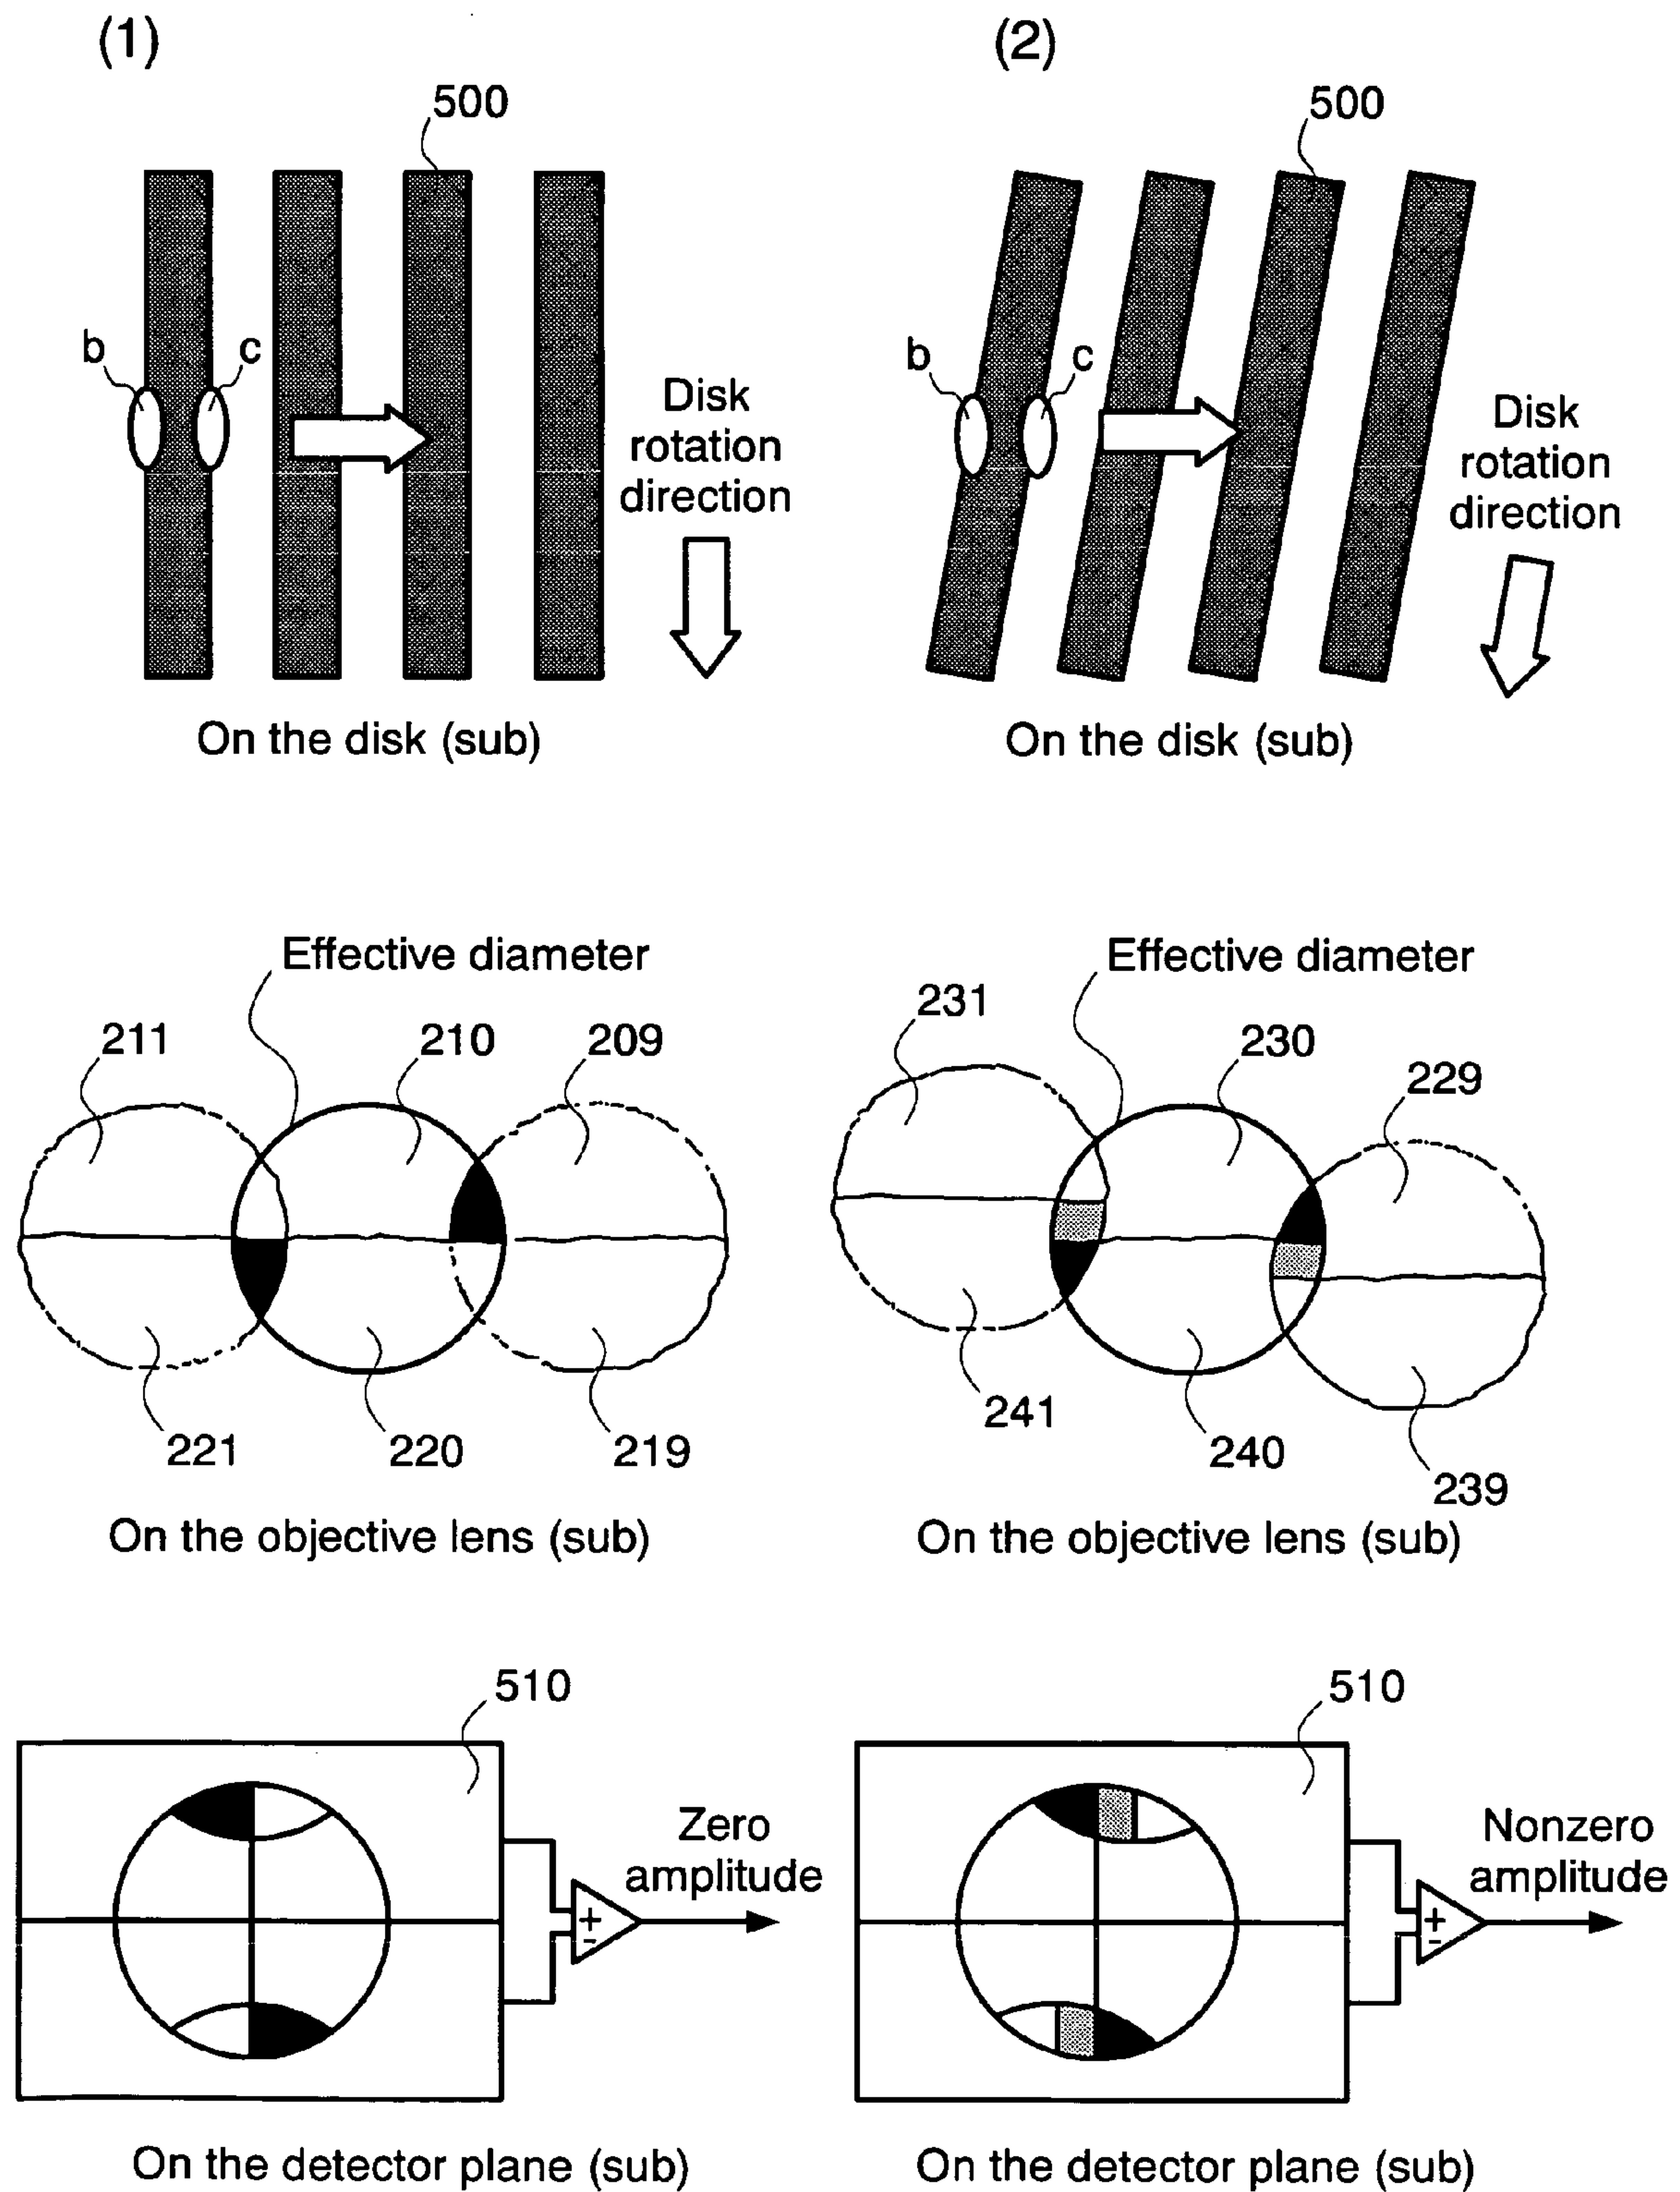 (1)
(2)
500
500
b
c
b
c
Disk
rotation
direction
Disk
rotation
direction
On the disk (sub)
On the disk (sub)
Effective diameter
Effective diameter
211
210
209
231
230
229
221
220
219
241
240
239
On the objective lens (sub)
On the objective lens (sub)
510
510
Zero
amplitude
Nonzero
amplitude
+
-
+
-
On the detector plane (sub)
On the detector plane (sub)